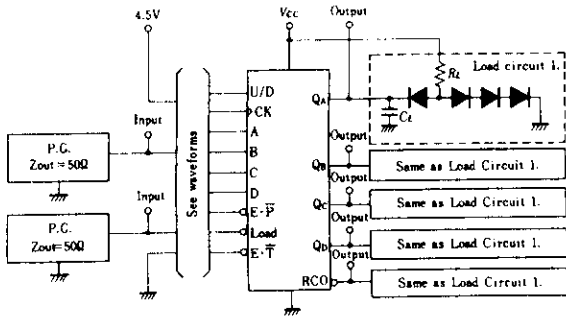 4.5V
Vcc
Output
RL
Load circuit 1.
CL
Input
P.G.
Zout = 50Ω
Input
P.G.
Zout = 50Ω
See waveforms
U/D
CK
A
B
C
D
E·P̅
Load
E·T̅
QA
Output
QB
Same as Load Circuit 1.
Output
QC
Same as Load Circuit 1.
Output
QD
Same as Load Circuit 1.
Output
RCO
Same as Load Circuit 1.